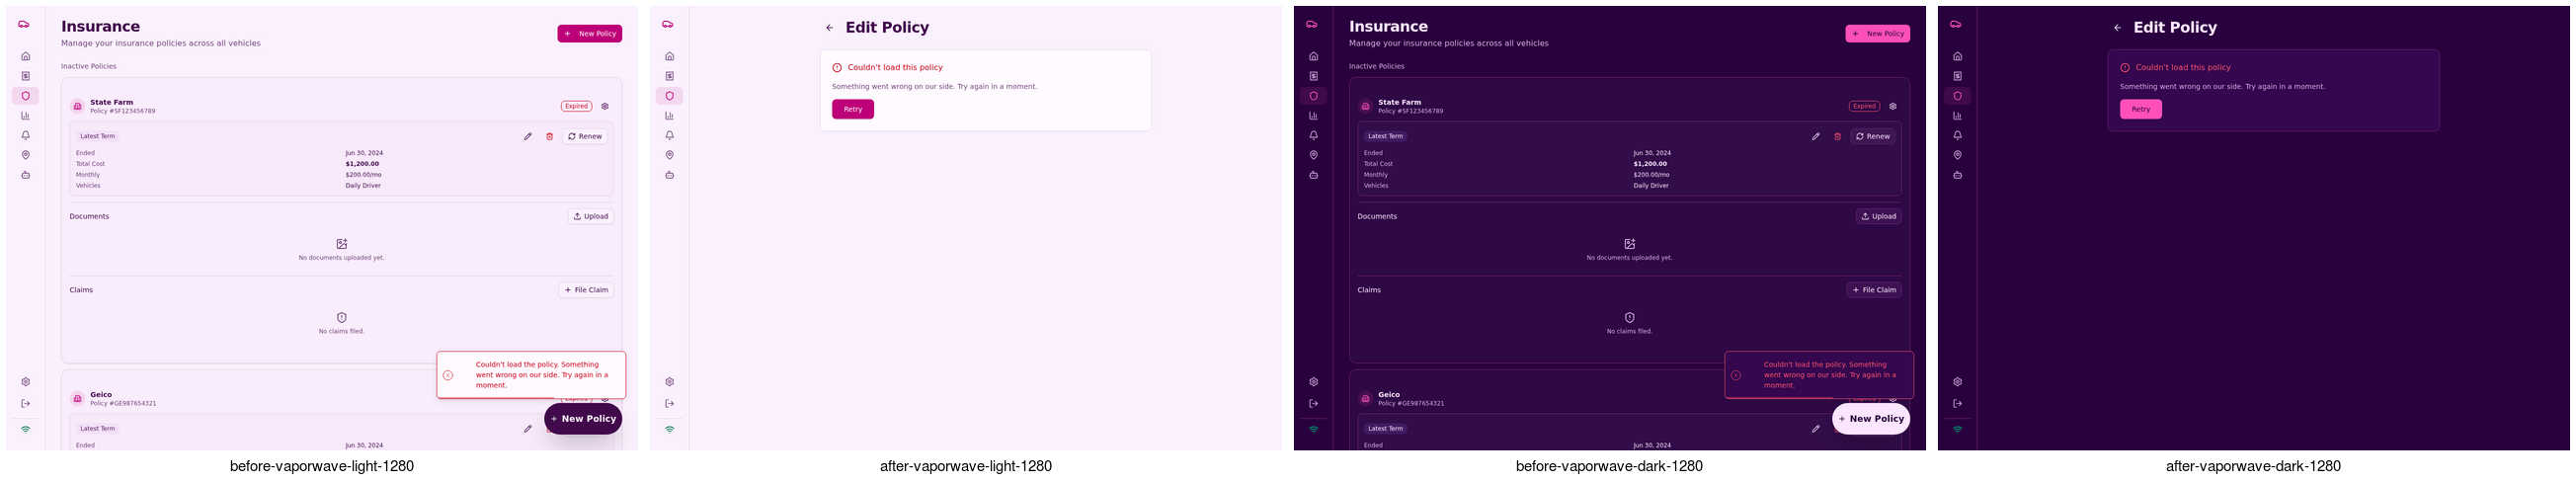 Insurance
Manage your insurance policies across all vehicles
New Policy
Inactive Policies
State Farm
Policy #SF123456789
Expired
Latest Term
Renew
Ended
Jun 30, 2024
Total Cost
$1,200.00
Monthly
$200.00/mo
Vehicles
Daily Driver
Documents
Upload
No documents uploaded yet.
Claims
File Claim
No claims filed.
Couldn't load the policy. Something
went wrong on our side. Try again in a
moment.
Geico
Policy #GE987654321
New Policy
Latest Term
Ended
Jun 30, 2024
before-vaporwave-light-1280
Edit Policy
Couldn't load this policy
Something went wrong on our side. Try again in a moment.
Retry
after-vaporwave-light-1280
Insurance
Manage your insurance policies across all vehicles
New Policy
Inactive Policies
State Farm
Policy #SF123456789
Expired
Latest Term
Renew
Ended
Jun 30, 2024
Total Cost
$1,200.00
Monthly
$200.00/mo
Vehicles
Daily Driver
Documents
Upload
No documents uploaded yet.
Claims
File Claim
No claims filed.
Couldn't load the policy. Something
went wrong on our side. Try again in a
moment.
Geico
Policy #GE987654321
New Policy
Latest Term
Ended
Jun 30, 2024
before-vaporwave-dark-1280
Edit Policy
Couldn't load this policy
Something went wrong on our side. Try again in a moment.
Retry
after-vaporwave-dark-1280